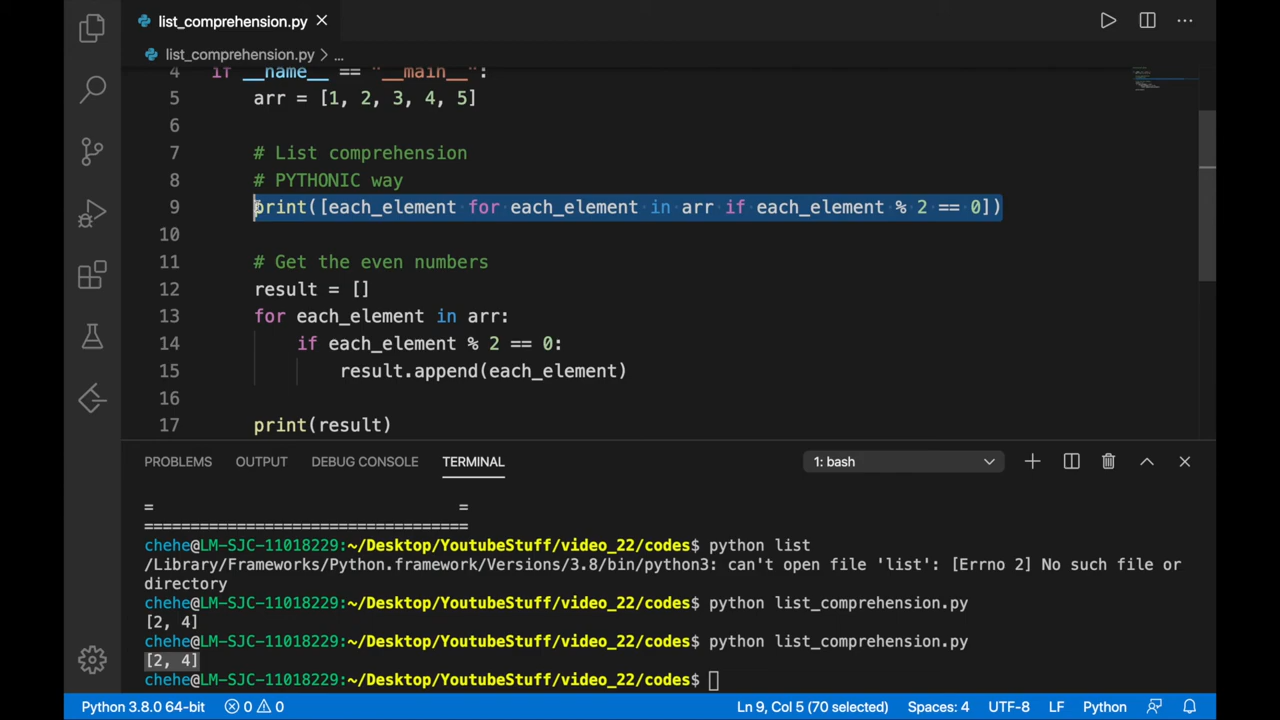 list_comprehension.py
list_comprehension.py > ...
4 if __name__ == "__main__":
5 arr = [1, 2, 3, 4, 5]
6
7 # List comprehension
8 # PYTHONIC way
9 print([each_element for each_element in arr if each_element % 2 == 0])
10
11 # Get the even numbers
12 result = []
13 for each_element in arr:
14 if each_element % 2 == 0:
15 result.append(each_element)
16
17 print(result)
PROBLEMS OUTPUT DEBUG CONSOLE TERMINAL 1: bash
= =
===================================
chehe@LM-SJC-11018229:~/Desktop/YoutubeStuff/video_22/codes$ python list
/Library/Frameworks/Python.framework/Versions/3.8/bin/python3: can't open file 'list': [Errno 2] No such file or
directory
chehe@LM-SJC-11018229:~/Desktop/YoutubeStuff/video_22/codes$ python list_comprehension.py
[2, 4]
chehe@LM-SJC-11018229:~/Desktop/YoutubeStuff/video_22/codes$ python list_comprehension.py
[2, 4]
chehe@LM-SJC-11018229:~/Desktop/YoutubeStuff/video_22/codes$
Python 3.8.0 64-bit 0 0 Ln 9, Col 5 (70 selected) Spaces: 4 UTF-8 LF Python